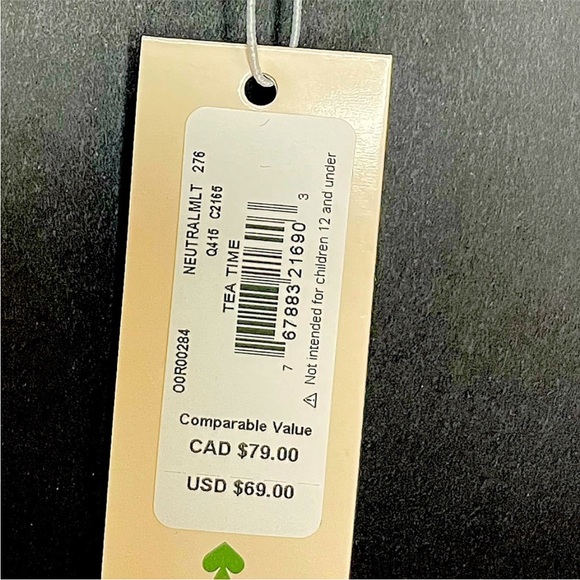 O0R00284 NEUTRALMLT 276
Q415 C2165
TEA TIME
7 67883 21690 3
⚠ Not intended for children 12 and under
Comparable Value
CAD $79.00
USD $69.00